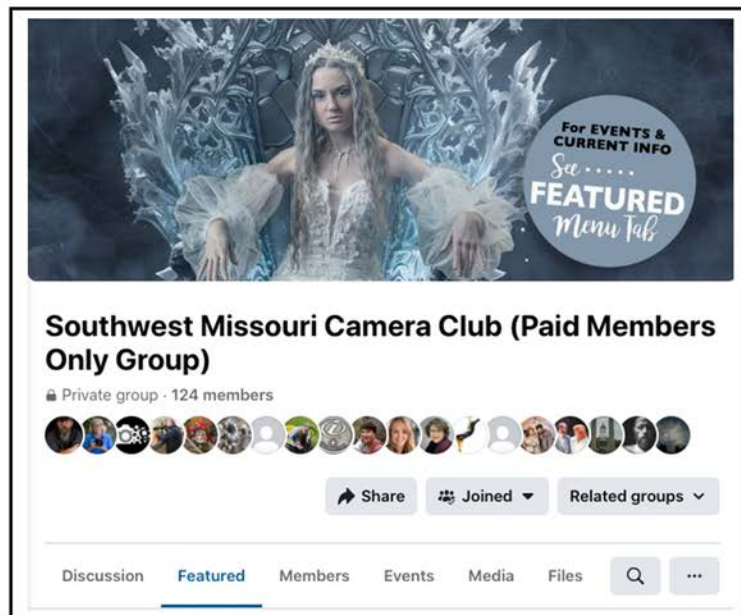 For EVENTS &
CURRENT INFO
See .....
FEATURED
Menu Tab
Southwest Missouri Camera Club (Paid Members
Only Group)
Private group · 124 members
Share
Joined
Related groups
Discussion
Featured
Members
Events
Media
Files